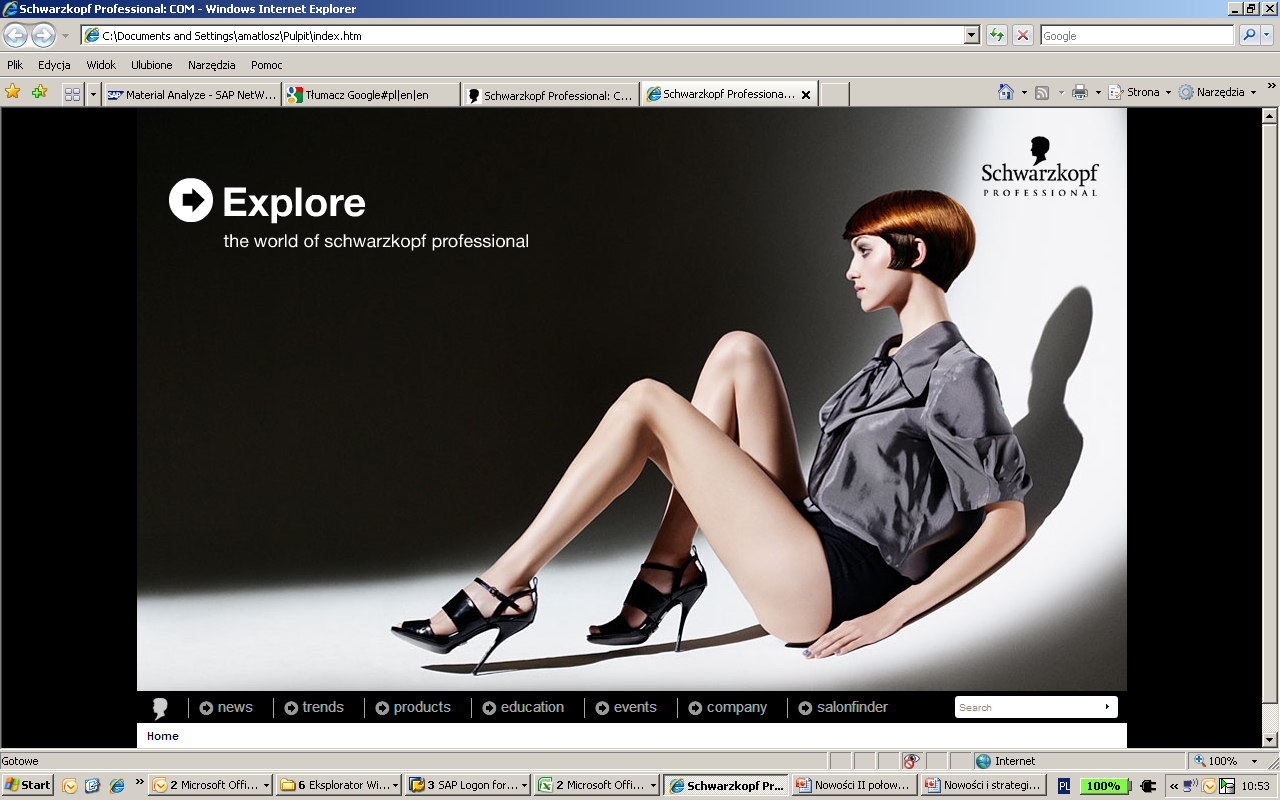 Schwarzkopf Professional: COM - Windows Internet Explorer
C:\Documents and Settings\amatlosz\Pulpit\index.htm
Google
Plik Edycja Widok Ulubione Narzędzia Pomoc
Material Analyze - SAP NetW...
Tłumacz Google#pl|en|en
Schwarzkopf Professional: C...
Schwarzkopf Professiona...
Strona
Narzędzia
Schwarzkopf
PROFESSIONAL
Explore
the world of schwarzkopf professional
news trends products education events company salonfinder Search
Home
Gotowe Internet 100%
Start 2 Microsoft Offi... 6 Eksplorator Wi... 3 SAP Logon for... 2 Microsoft Offi... Schwarzkopf Pr... Nowości II połow... Nowości i strategi... PL 100% 10:53